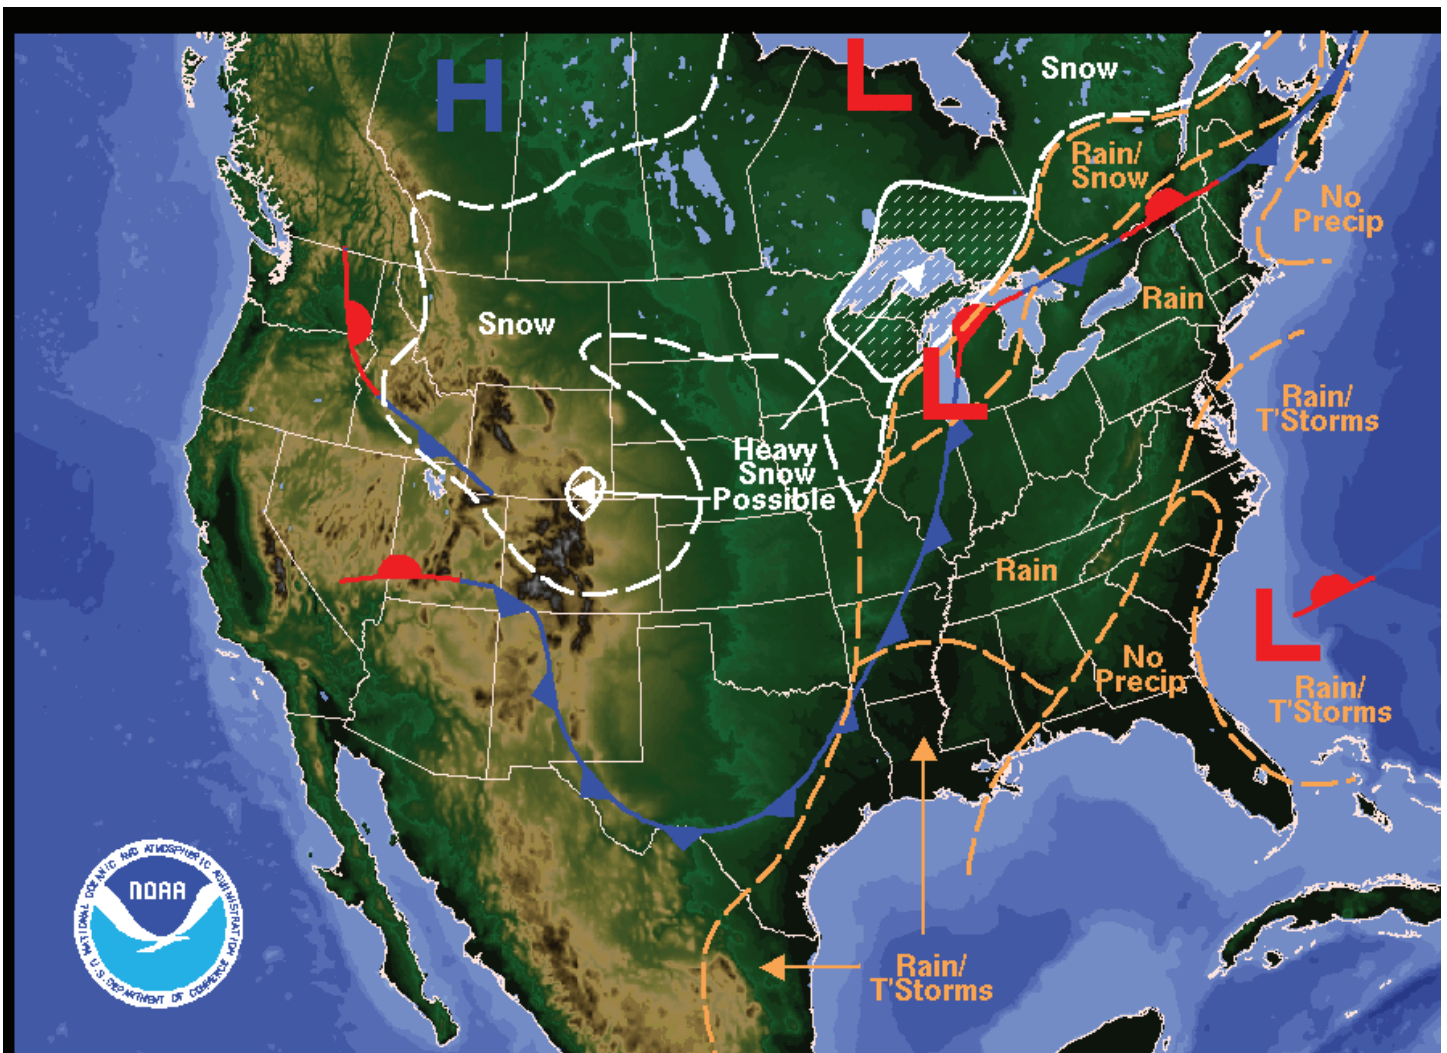 H
L
Snow
Rain/
Snow
No
Precip
Rain
Snow
L
Rain/
T'Storms
Heavy
Snow
Possible
Rain
L
No
Precip
Rain/
T'Storms
Rain/
T'Storms
NATIONAL OCEANIC AND ATMOSPHERIC ADMINISTRATION
NOAA
U.S. DEPARTMENT OF COMMERCE